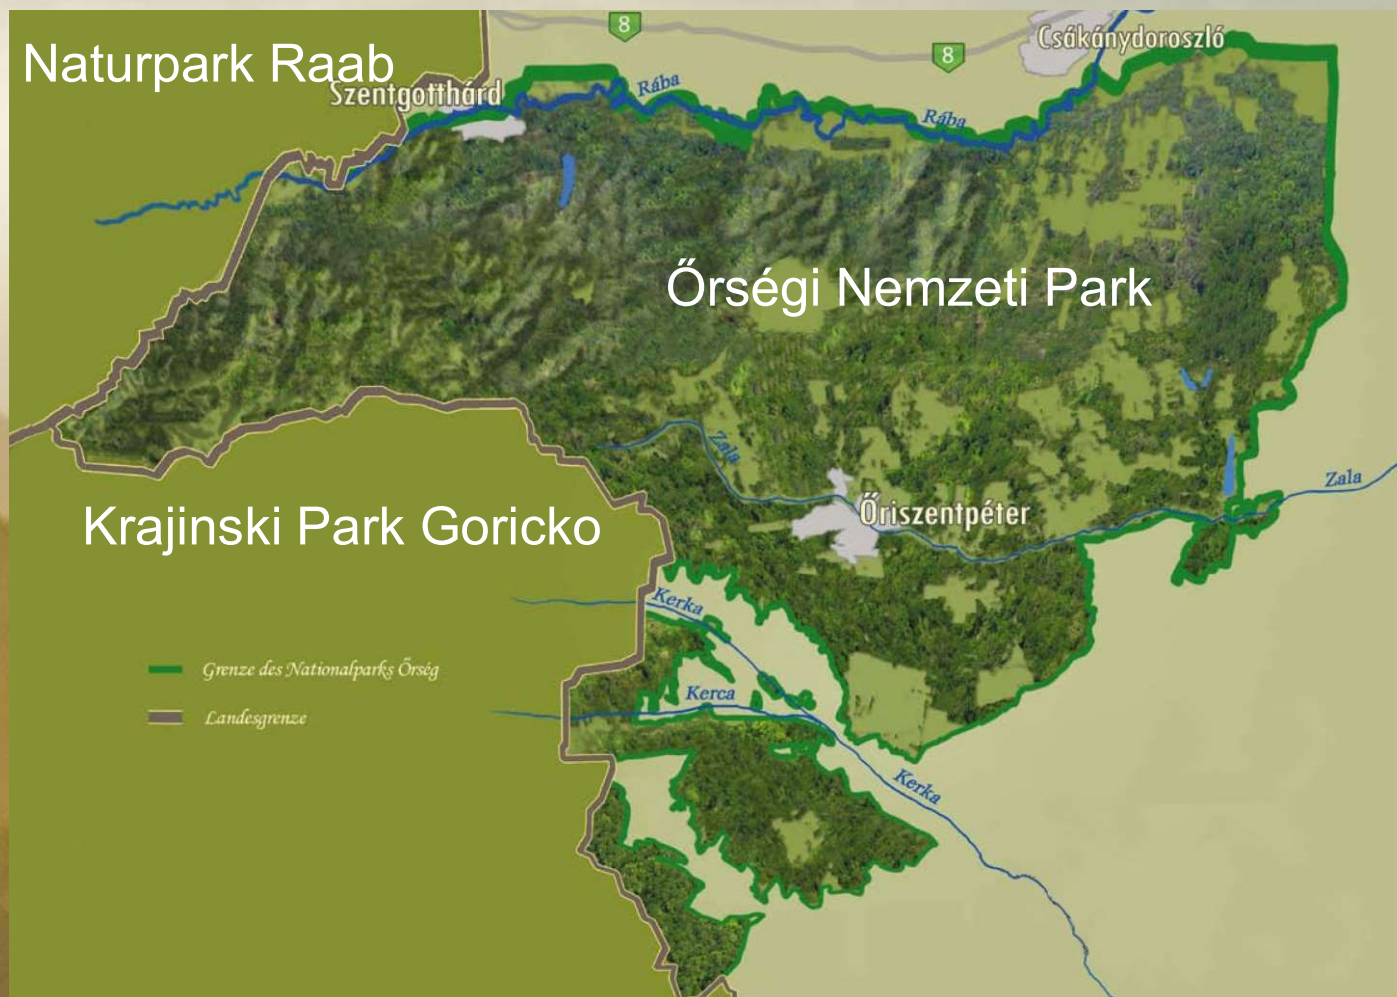 8
Csákánydoroszló
Naturpark Raab
8
Szentgotthárd
Rába
Rába
Őrségi Nemzeti Park
Zala
Zala
Őriszentpéter
Krajinski Park Goricko
Kerka
Grenze des Nationalparks Őrség
Kerca
Landesgrenze
Kerka